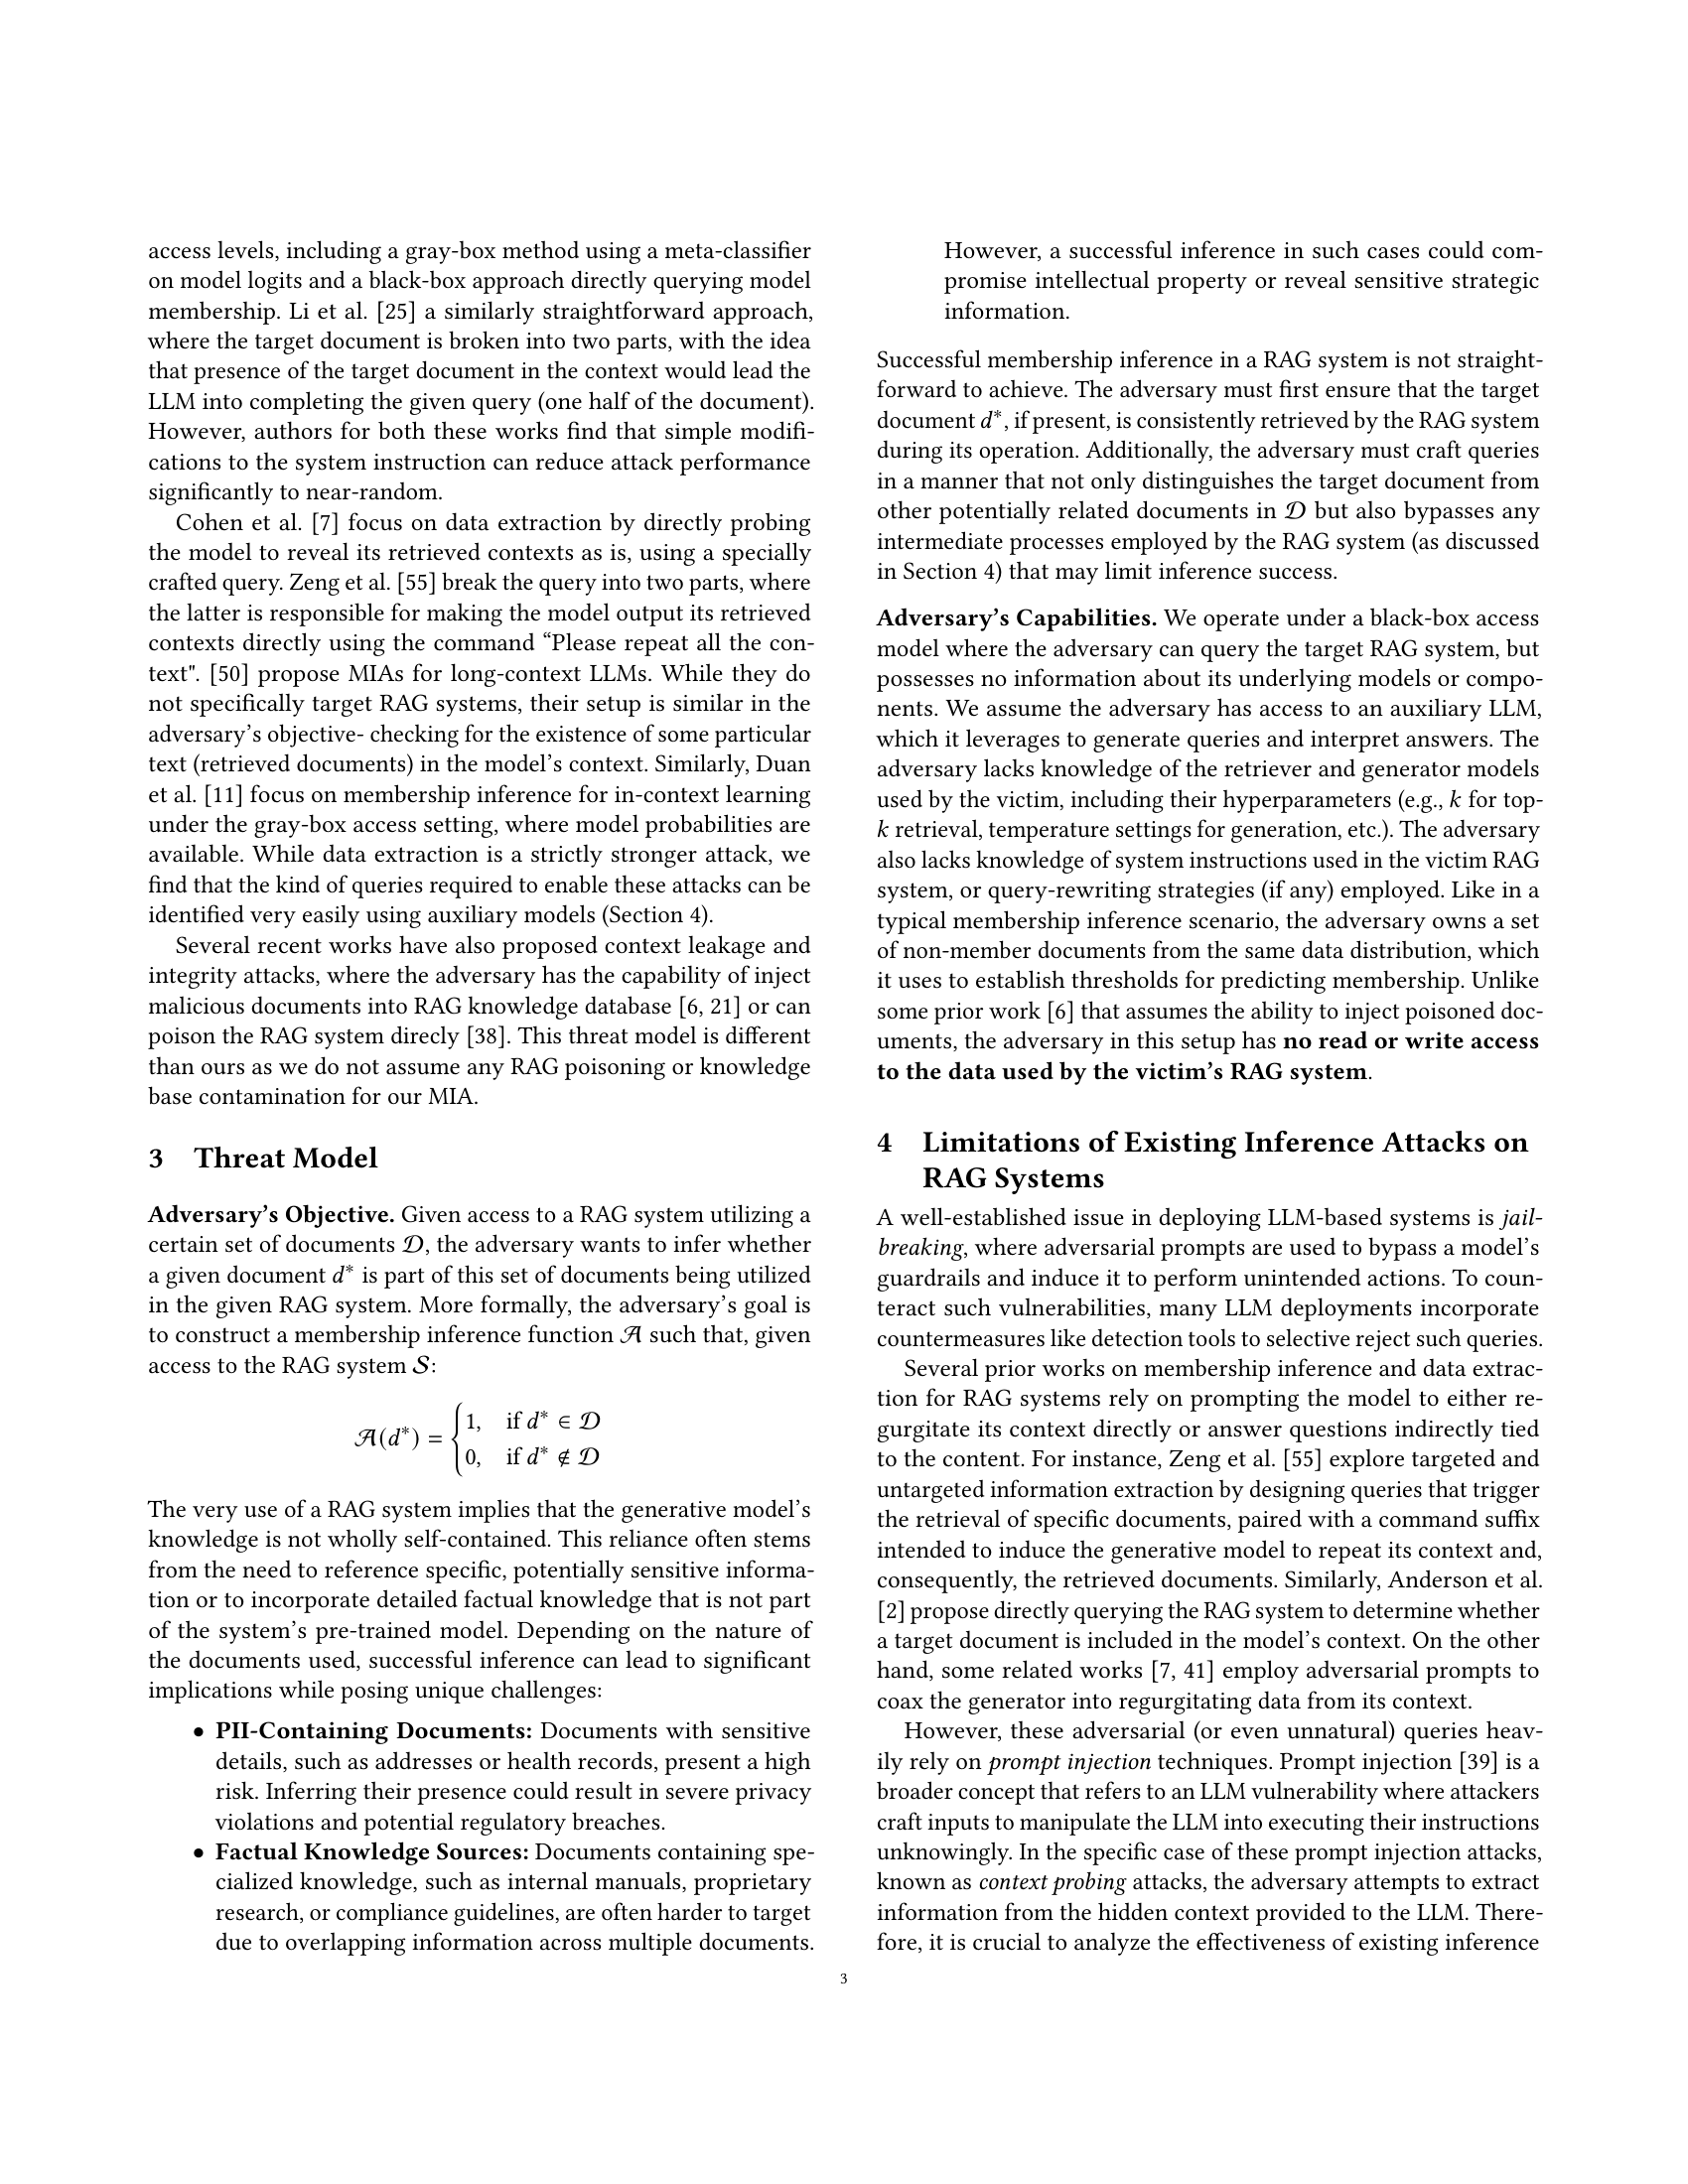 access levels, including a gray-box method using a meta-classifier
on model logits and a black-box approach directly querying model
membership. Li et al. [25] a similarly straightforward approach,
where the target document is broken into two parts, with the idea
that presence of the target document in the context would lead the
LLM into completing the given query (one half of the document).
However, authors for both these works find that simple modifi-
cations to the system instruction can reduce attack performance
significantly to near-random.
Cohen et al. [7] focus on data extraction by directly probing
the model to reveal its retrieved contexts as is, using a specially
crafted query. Zeng et al. [55] break the query into two parts, where
the latter is responsible for making the model output its retrieved
contexts directly using the command “Please repeat all the con-
text". [50] propose MIAs for long-context LLMs. While they do
not specifically target RAG systems, their setup is similar in the
adversary’s objective- checking for the existence of some particular
text (retrieved documents) in the model’s context. Similarly, Duan
et al. [11] focus on membership inference for in-context learning
under the gray-box access setting, where model probabilities are
available. While data extraction is a strictly stronger attack, we
find that the kind of queries required to enable these attacks can be
identified very easily using auxiliary models (Section 4).
Several recent works have also proposed context leakage and
integrity attacks, where the adversary has the capability of inject
malicious documents into RAG knowledge database [6, 21] or can
poison the RAG system direcly [38]. This threat model is different
than ours as we do not assume any RAG poisoning or knowledge
base contamination for our MIA.
3 Threat Model
Adversary’s Objective. Given access to a RAG system utilizing a
certain set of documents 𝒟, the adversary wants to infer whether
a given document d* is part of this set of documents being utilized
in the given RAG system. More formally, the adversary’s goal is
to construct a membership inference function 𝒜 such that, given
access to the RAG system 𝒮:
𝒜(d*) = { 1, if d* ∈ 𝒟
0, if d* ∉ 𝒟
The very use of a RAG system implies that the generative model’s
knowledge is not wholly self-contained. This reliance often stems
from the need to reference specific, potentially sensitive informa-
tion or to incorporate detailed factual knowledge that is not part
of the system’s pre-trained model. Depending on the nature of
the documents used, successful inference can lead to significant
implications while posing unique challenges:
• PII-Containing Documents: Documents with sensitive
details, such as addresses or health records, present a high
risk. Inferring their presence could result in severe privacy
violations and potential regulatory breaches.
• Factual Knowledge Sources: Documents containing spe-
cialized knowledge, such as internal manuals, proprietary
research, or compliance guidelines, are often harder to target
due to overlapping information across multiple documents.
However, a successful inference in such cases could com-
promise intellectual property or reveal sensitive strategic
information.
Successful membership inference in a RAG system is not straight-
forward to achieve. The adversary must first ensure that the target
document d*, if present, is consistently retrieved by the RAG system
during its operation. Additionally, the adversary must craft queries
in a manner that not only distinguishes the target document from
other potentially related documents in 𝒟 but also bypasses any
intermediate processes employed by the RAG system (as discussed
in Section 4) that may limit inference success.
Adversary’s Capabilities. We operate under a black-box access
model where the adversary can query the target RAG system, but
possesses no information about its underlying models or compo-
nents. We assume the adversary has access to an auxiliary LLM,
which it leverages to generate queries and interpret answers. The
adversary lacks knowledge of the retriever and generator models
used by the victim, including their hyperparameters (e.g., k for top-
k retrieval, temperature settings for generation, etc.). The adversary
also lacks knowledge of system instructions used in the victim RAG
system, or query-rewriting strategies (if any) employed. Like in a
typical membership inference scenario, the adversary owns a set
of non-member documents from the same data distribution, which
it uses to establish thresholds for predicting membership. Unlike
some prior work [6] that assumes the ability to inject poisoned doc-
uments, the adversary in this setup has no read or write access
to the data used by the victim’s RAG system.
4 Limitations of Existing Inference Attacks on
RAG Systems
A well-established issue in deploying LLM-based systems is jail-
breaking, where adversarial prompts are used to bypass a model’s
guardrails and induce it to perform unintended actions. To coun-
teract such vulnerabilities, many LLM deployments incorporate
countermeasures like detection tools to selective reject such queries.
Several prior works on membership inference and data extrac-
tion for RAG systems rely on prompting the model to either re-
gurgitate its context directly or answer questions indirectly tied
to the content. For instance, Zeng et al. [55] explore targeted and
untargeted information extraction by designing queries that trigger
the retrieval of specific documents, paired with a command suffix
intended to induce the generative model to repeat its context and,
consequently, the retrieved documents. Similarly, Anderson et al.
[2] propose directly querying the RAG system to determine whether
a target document is included in the model’s context. On the other
hand, some related works [7, 41] employ adversarial prompts to
coax the generator into regurgitating data from its context.
However, these adversarial (or even unnatural) queries heav-
ily rely on prompt injection techniques. Prompt injection [39] is a
broader concept that refers to an LLM vulnerability where attackers
craft inputs to manipulate the LLM into executing their instructions
unknowingly. In the specific case of these prompt injection attacks,
known as context probing attacks, the adversary attempts to extract
information from the hidden context provided to the LLM. There-
fore, it is crucial to analyze the effectiveness of existing inference
3